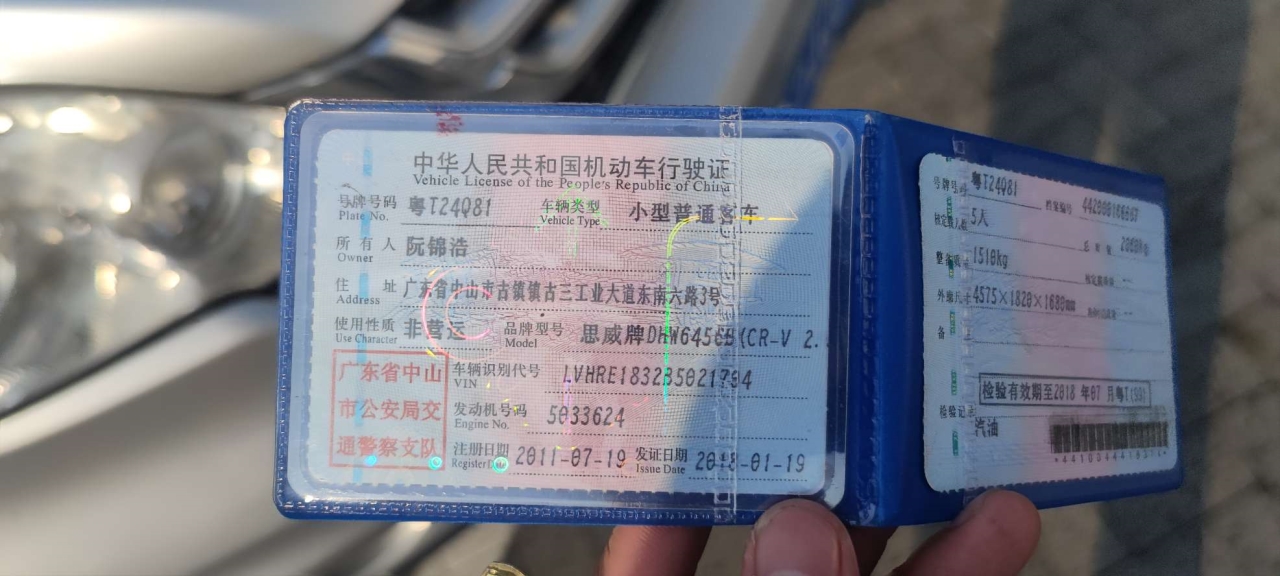 中华人民共和国机动车行驶证
Vehicle License of the People's Republic of China
号牌号码 粤T24Q81 车辆类型 小型普通客车
Plate No. Vehicle Type
所有人 阮锦浩
Owner
住址 广东省中山市古镇镇古三工业大道东南六路3号
Address
使用性质 非营运 品牌型号 思威牌DHW6456B(CR-V 2.
Use Character Model
广东省中山
市公安局交
通警察支队
车辆识别代号
VIN
发动机号码 5033624
Engine No.
注册日期 2011-07-19 发证日期 2018-01-19
Register Issue Date
号牌号 粤T24Q81 档案编号
5人
1510kg
4575×1820×1680mm
检验有效期至2018年07月粤T
检验记
汽油